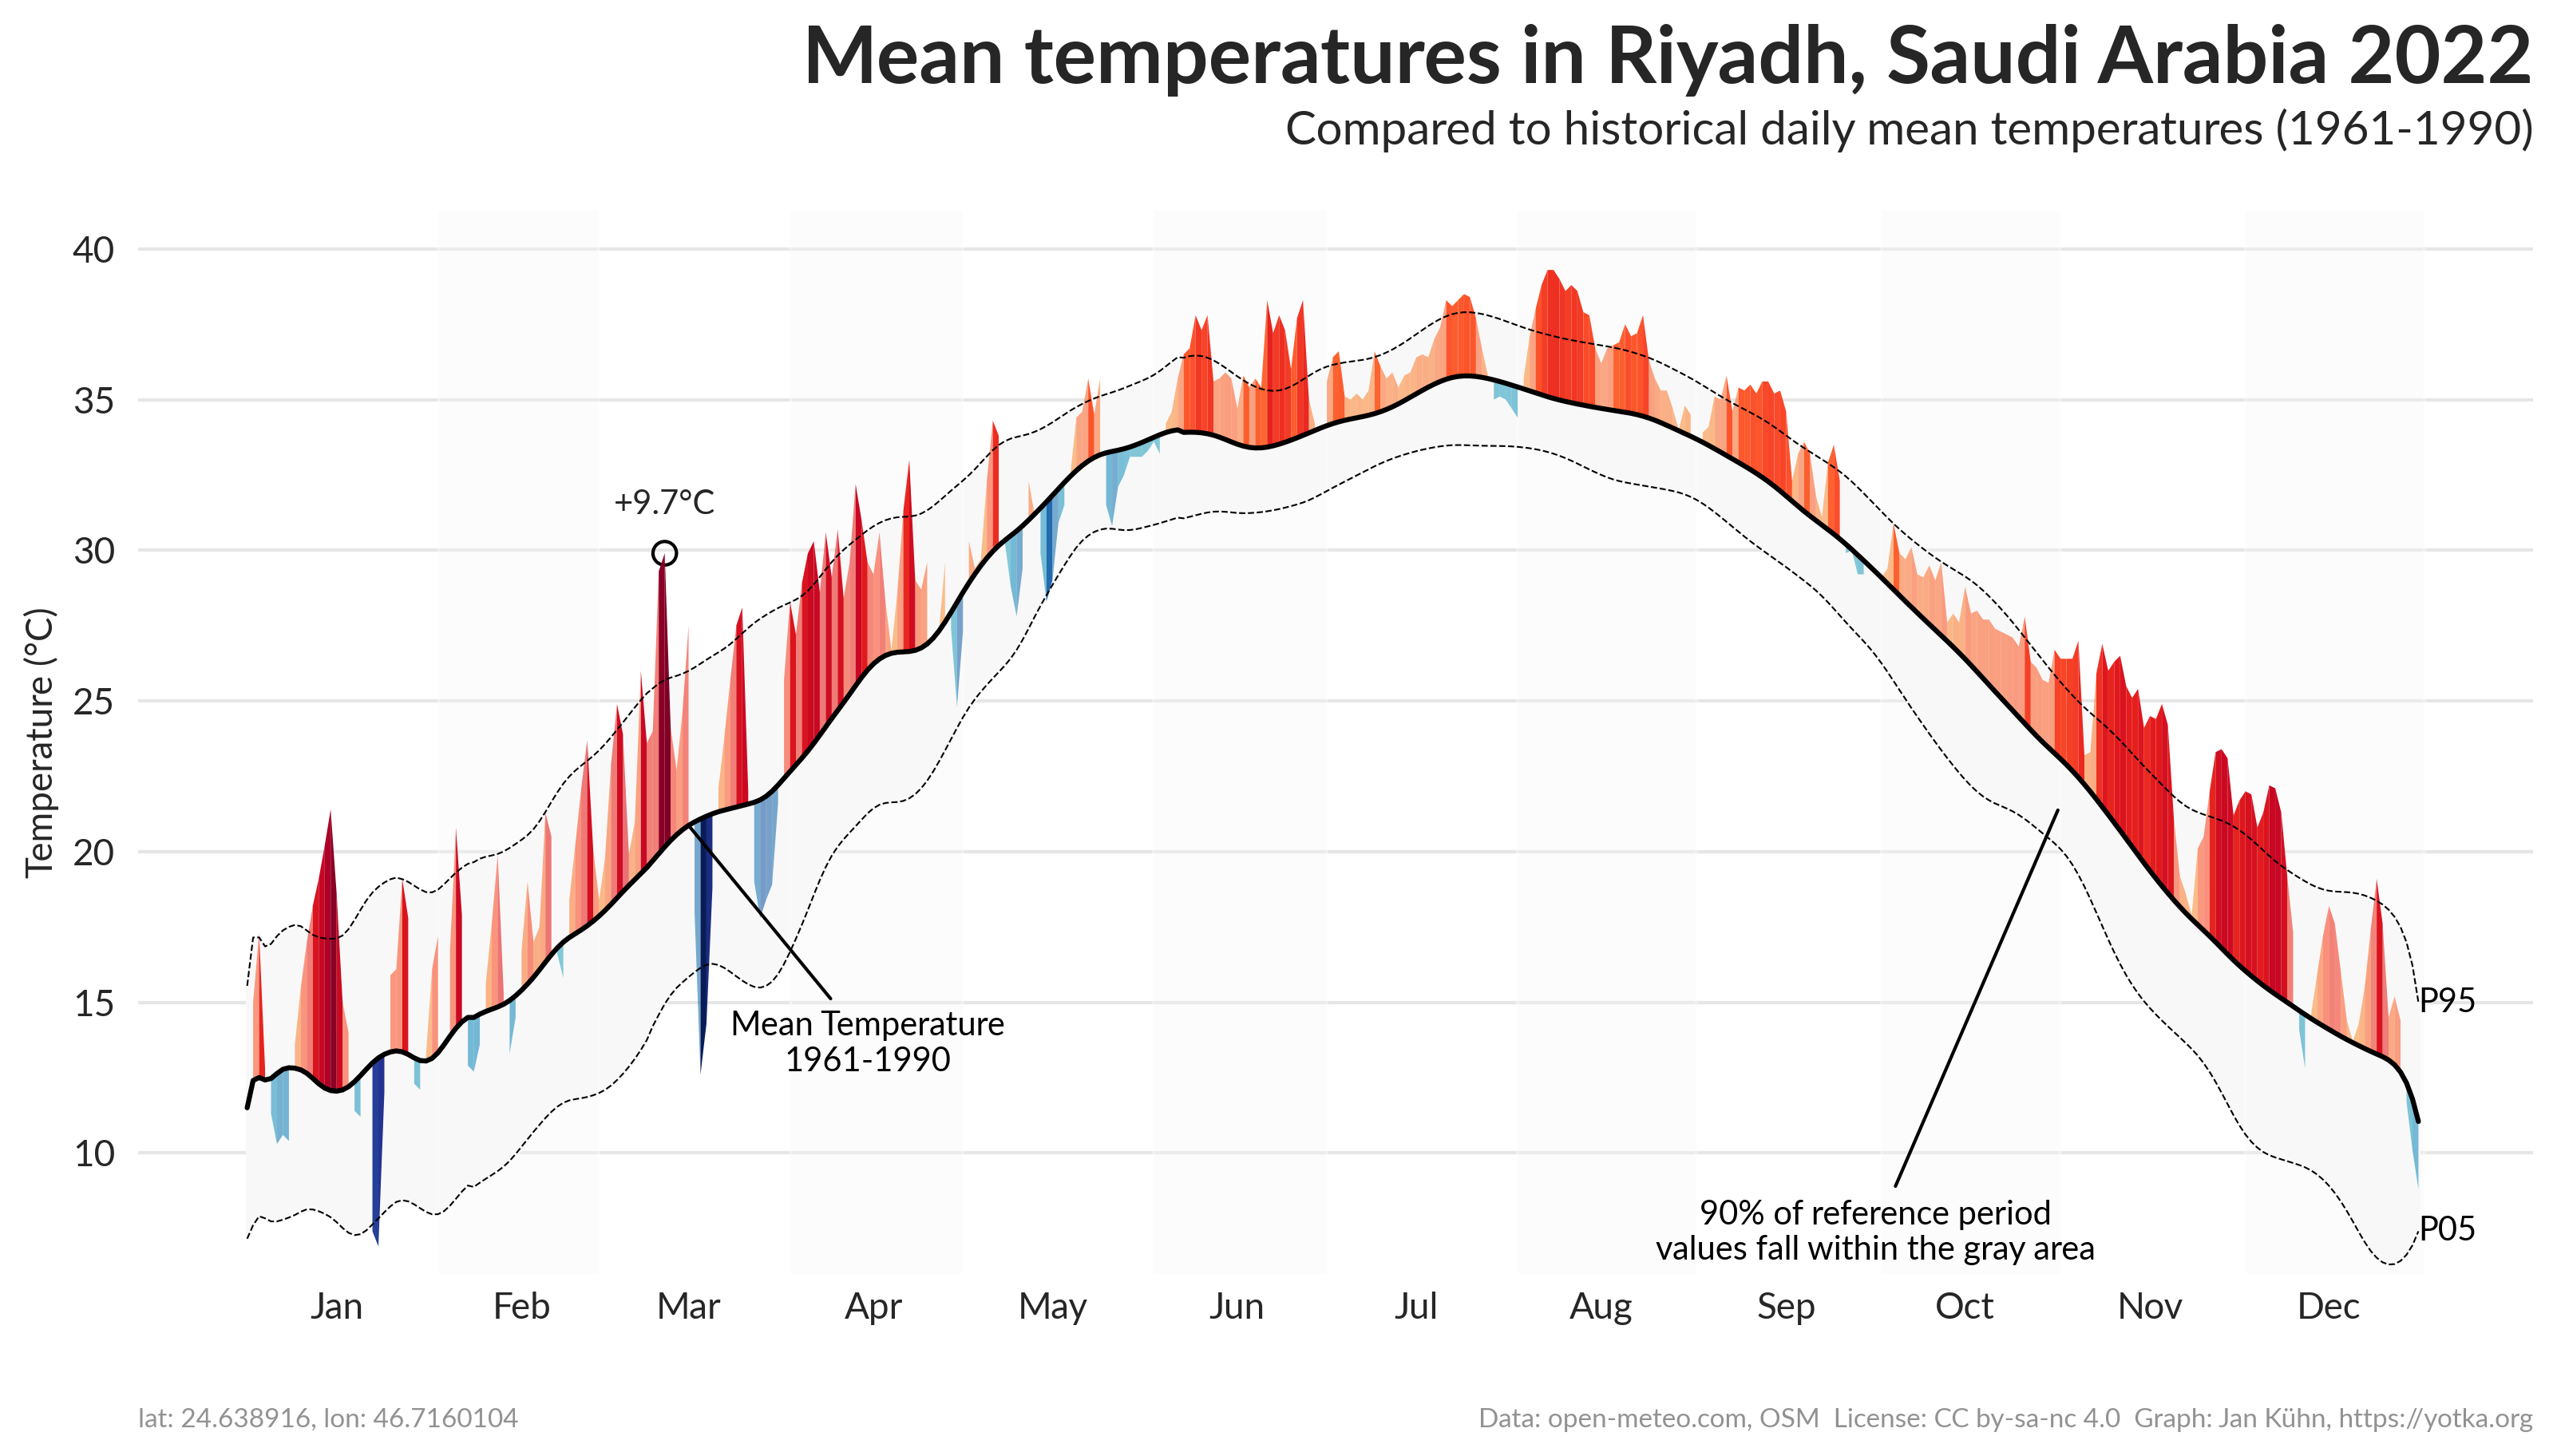 Mean temperatures in Riyadh, Saudi Arabia 2022
Compared to historical daily mean temperatures (1961-1990)
Temperature (°C)
40
35
30
25
20
15
10
+9.7°C
Mean Temperature
1961-1990
90% of reference period
values fall within the gray area
P95
P05
Jan Feb Mar Apr May Jun Jul Aug Sep Oct Nov Dec
lat: 24.638916, lon: 46.7160104
Data: open-meteo.com, OSM  License: CC by-sa-nc 4.0  Graph: Jan Kühn, https://yotka.org